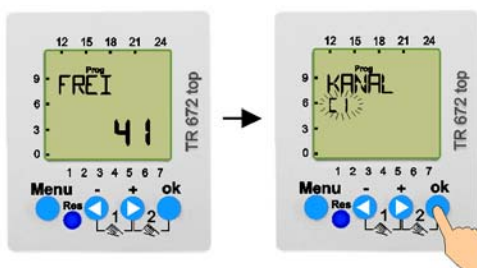 12 15 18 21 24
Prog
9
FREI
6
3
41
0
1 2 3 4 5 6 7
TR 672 top
Menu - + ok
Res
1 2
12 15 18 21 24
Prog
9
KANAL
6
C1
3
0
1 2 3 4 5 6 7
TR 672 top
Menu - + ok
Res
1 2